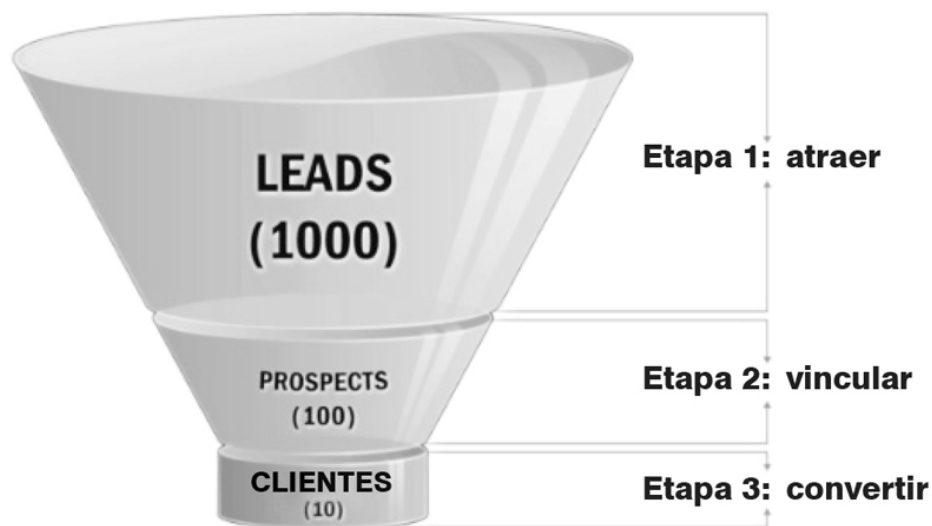 LEADS
(1000)
Etapa 1: atraer
PROSPECTS
(100)
Etapa 2: vincular
CLIENTES
(10)
Etapa 3: convertir